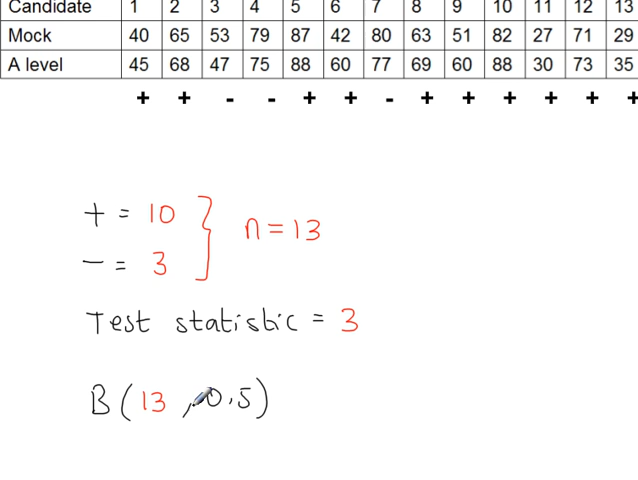 Candidate 1 2 3 4 5 6 7 8 9 10 11 12 13
Mock 40 65 53 79 87 42 80 63 51 82 27 71 29
A level 45 68 47 75 88 60 77 69 60 88 30 73 35
+ + - - + + - + + + + + +
+ = 10
n = 13
- = 3
Test statistic = 3
B ( 13 , 0.5 )